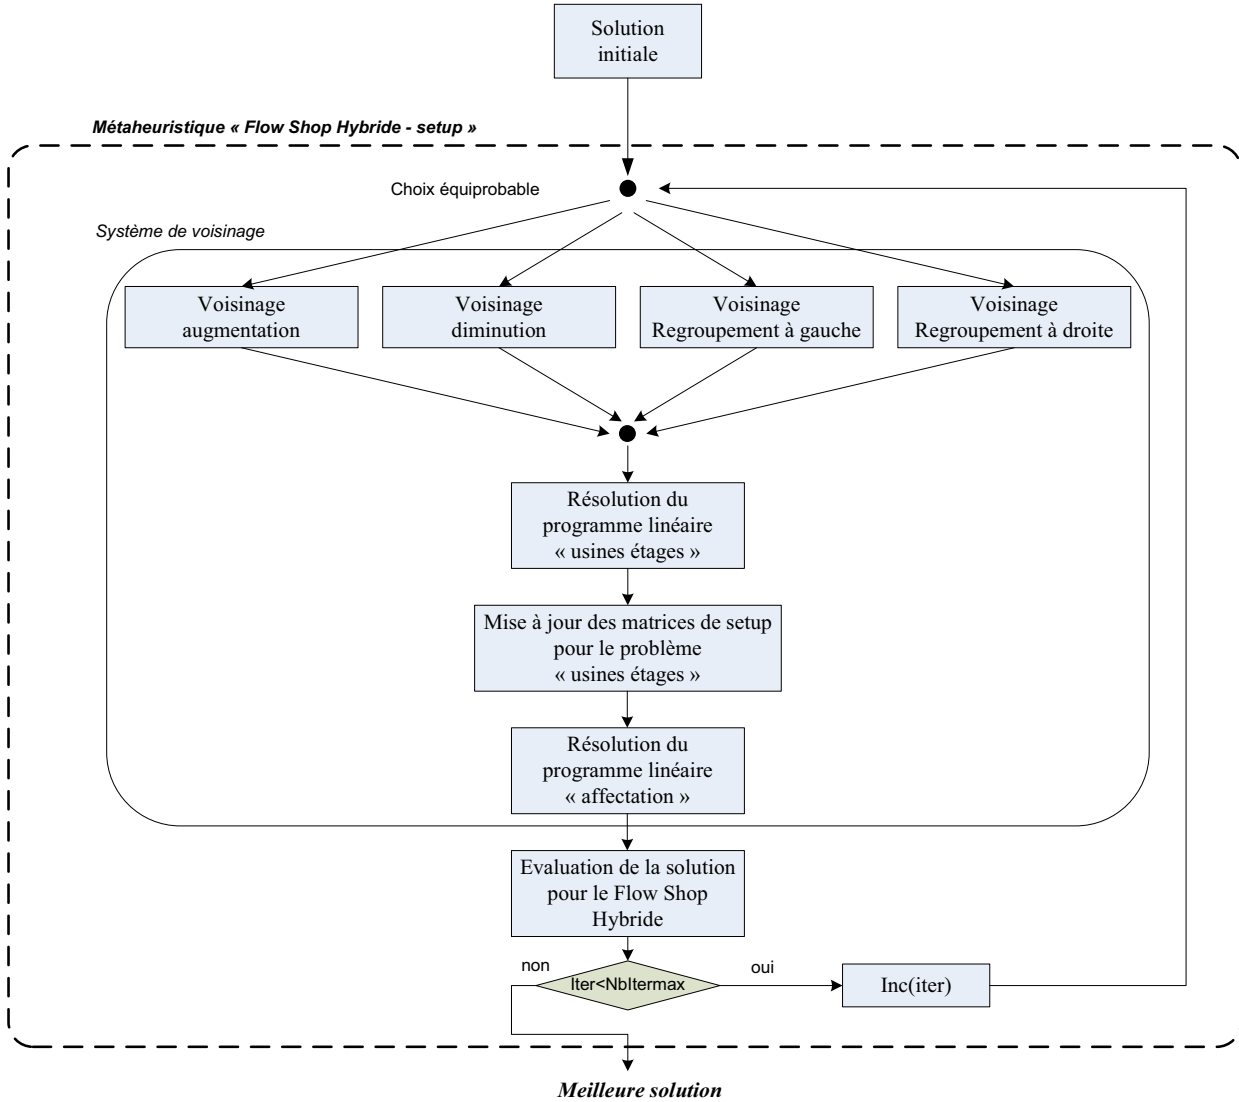 Solution
initiale
Métaheuristique « Flow Shop Hybride - setup »
Choix équiprobable
Système de voisinage
Voisinage
augmentation
Voisinage
diminution
Voisinage
Regroupement à gauche
Voisinage
Regroupement à droite
Résolution du
programme linéaire
« usines étages »
Mise à jour des matrices de setup
pour le problème
« usines étages »
Résolution du
programme linéaire
« affectation »
Evaluation de la solution
pour le Flow Shop
Hybride
non
Iter<NbItermax
oui
Inc(iter)
Meilleure solution